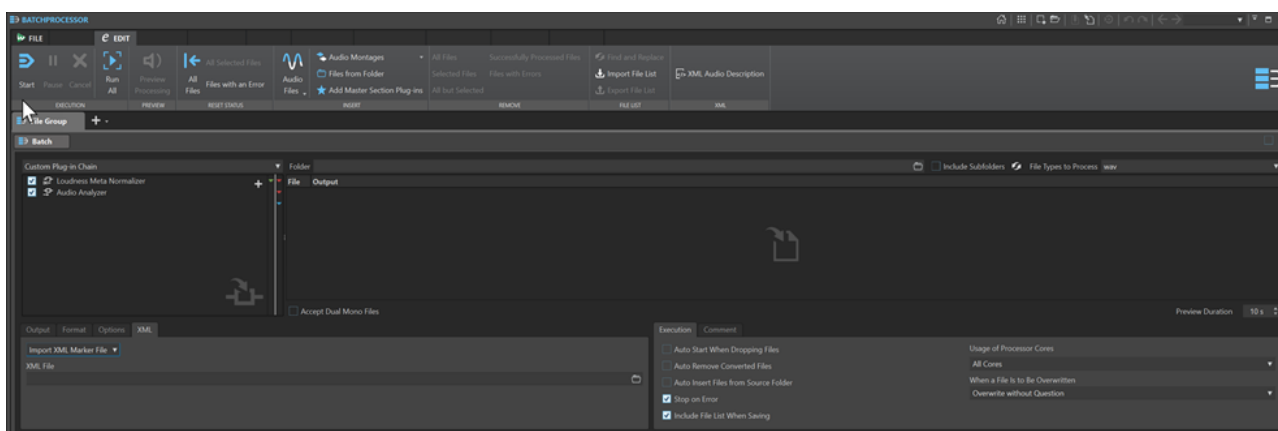 BATCHPROCESSOR
FILE EDIT
Start Pause Cancel Run All Preview Processing All Files All Selected Files Files with an Error
Audio Files Audio Montages Files from Folder Add Master Section Plug-ins
All Files Successfully Processed Files
Selected Files Files with Errors
All but Selected
Find and Replace
Import File List
Export File List
XML Audio Description
EXECUTION PREVIEW RESET STATUS INSERT REMOVE FILE LIST XML
File Group
Batch
Custom Plug-in Chain Folder Include Subfolders File Types to Process wav
Loudness Meta Normalizer File Output
Audio Analyzer
Accept Dual Mono Files Preview Duration 10 s
Output Format Options XML Execution Comment
Import XML Marker File Auto Start When Dropping Files Usage of Processor Cores
XML File Auto Remove Converted Files All Cores
Auto Insert Files from Source Folder When a File Is to Be Overwritten
Stop on Error Overwrite without Question
Include File List When Saving